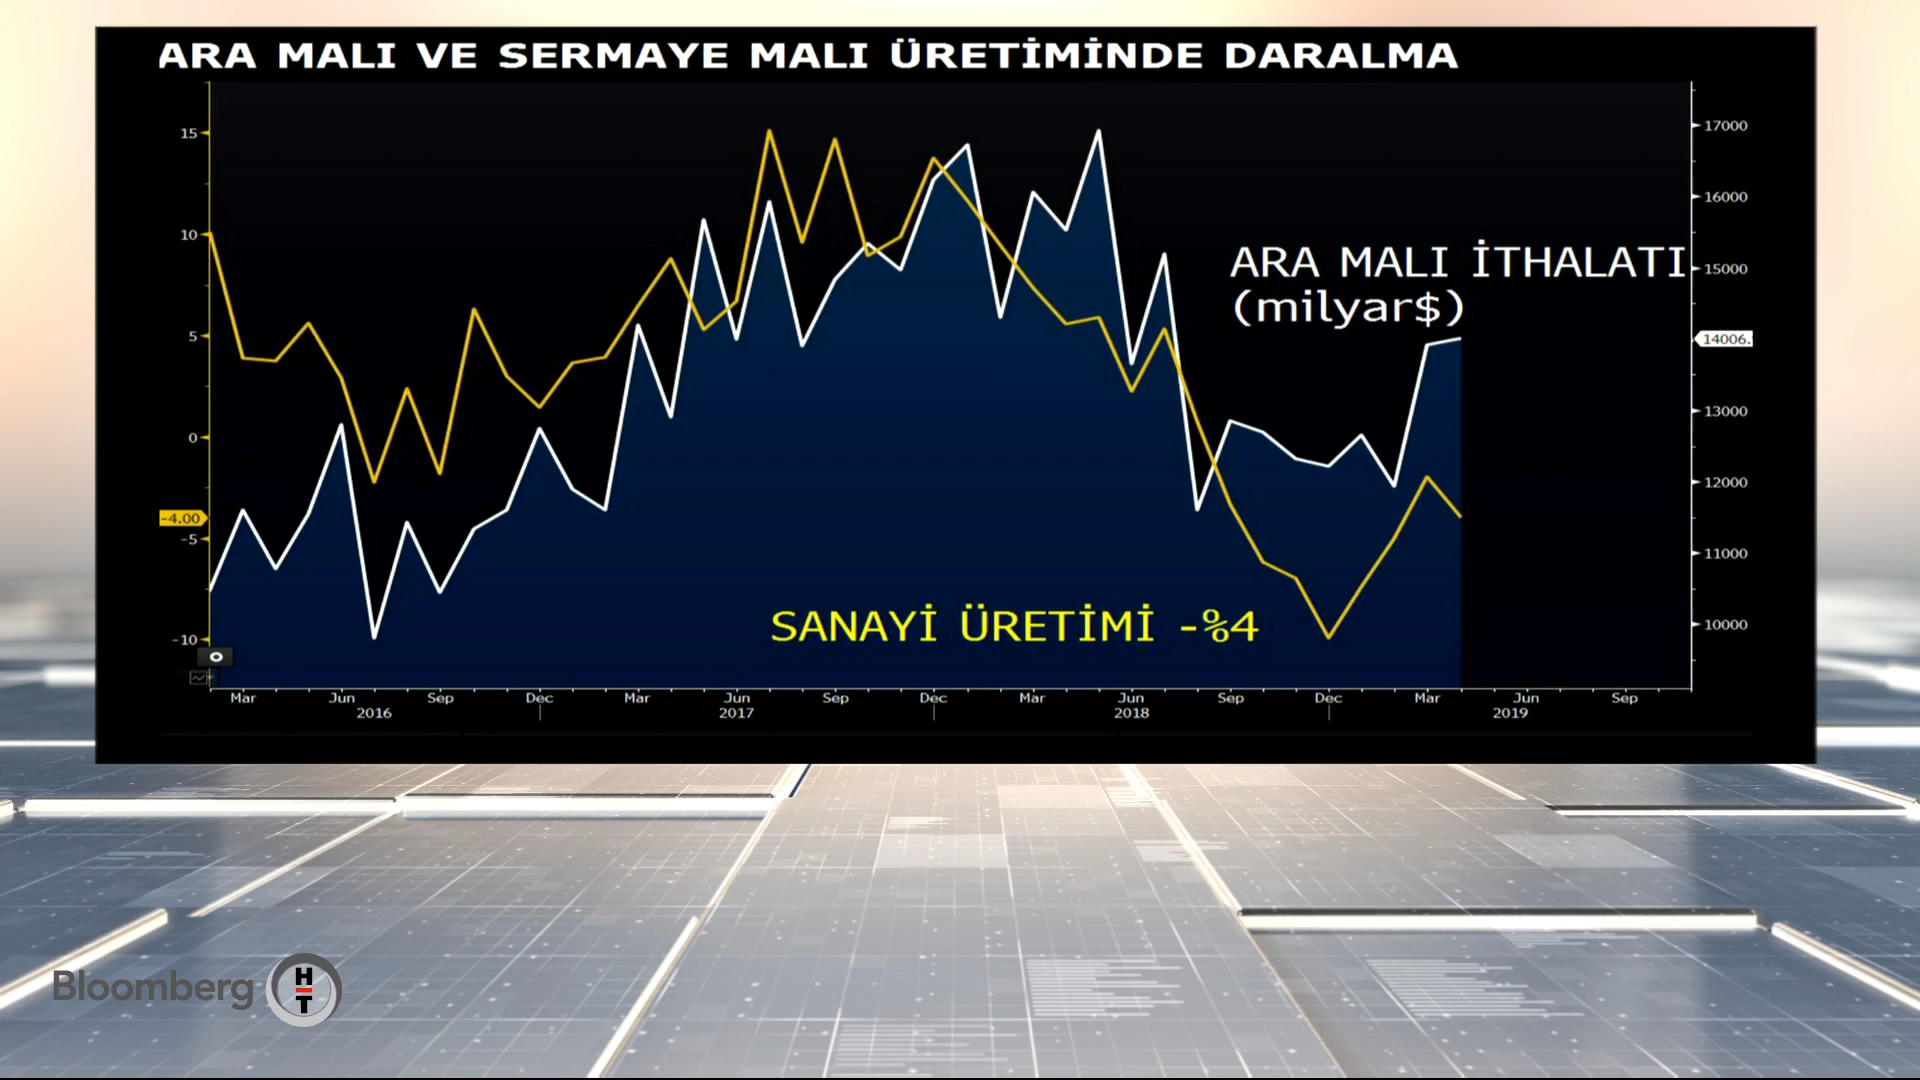 ARA MALI VE SERMAYE MALI ÜRETİMİNDE DARALMA
15
10
5
0
-4.00
-5
-10
17000
16000
15000
14006.
13000
12000
11000
10000
ARA MALI İTHALATI
(milyar$)
SANAYİ ÜRETİMİ -%4
Mar Jun Sep Dec Mar Jun Sep Dec Mar Jun Sep Dec Mar Jun Sep
2016 2017 2018 2019
Bloomberg HT